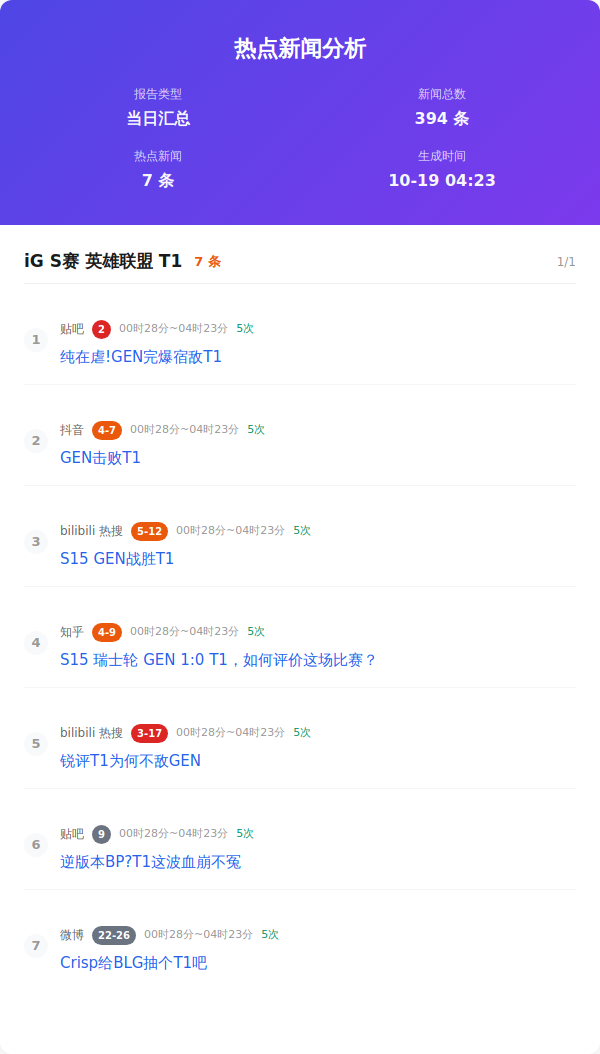 热点新闻分析
报告类型
新闻总数
当日汇总
394 条
热点新闻
生成时间
7 条
10-19 04:23
iG S赛 英雄联盟 T1 7 条 1/1
1
贴吧 2 00时28分~04时23分 5次
纯在虐!GEN完爆宿敌T1
2
抖音 4-7 00时28分~04时23分 5次
GEN击败T1
3
bilibili 热搜 5-12 00时28分~04时23分 5次
S15 GEN战胜T1
4
知乎 4-9 00时28分~04时23分 5次
S15 瑞士轮 GEN 1:0 T1，如何评价这场比赛？
5
bilibili 热搜 3-17 00时28分~04时23分 5次
锐评T1为何不敌GEN
6
贴吧 9 00时28分~04时23分 5次
逆版本BP?T1这波血崩不冤
7
微博 22-26 00时28分~04时23分 5次
Crisp给BLG抽个T1吧